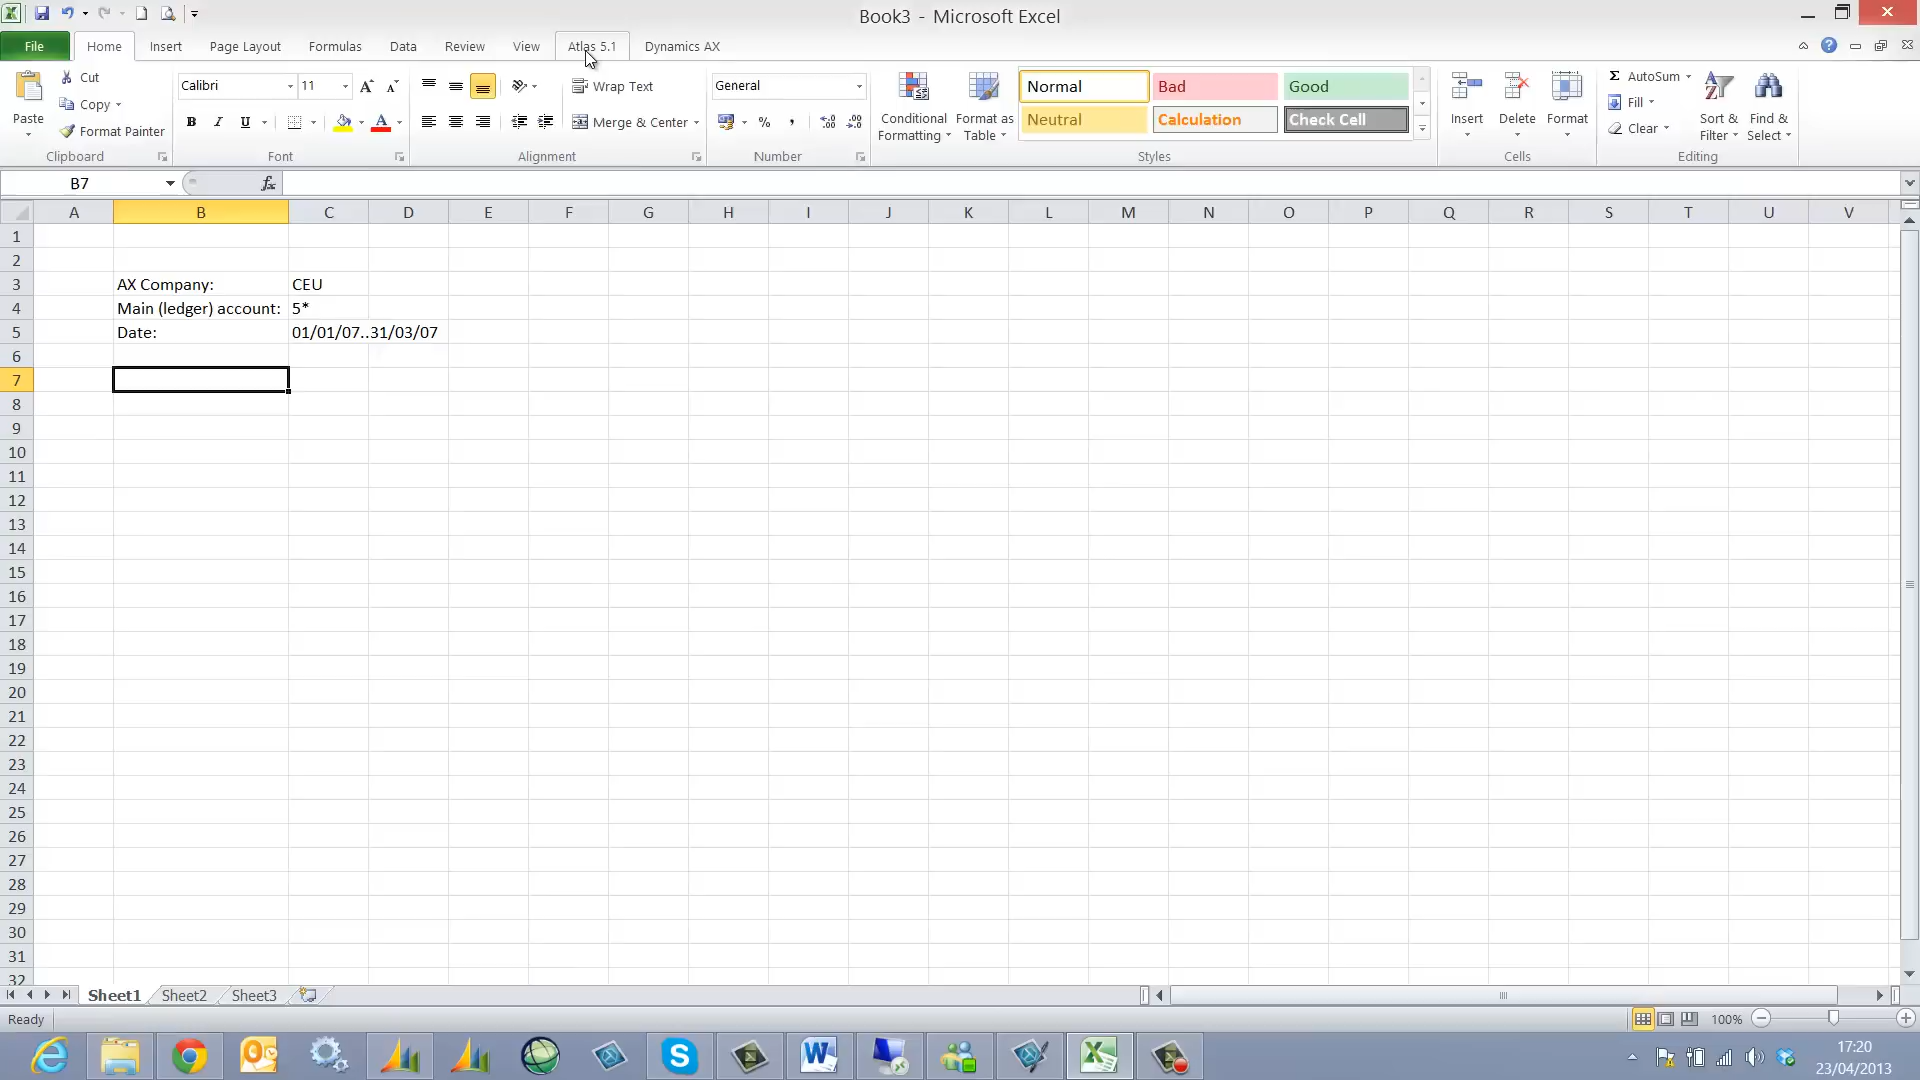 Book3 - Microsoft Excel
File Home Insert Page Layout Formulas Data Review View Atlas 5.1 Dynamics AX
Cut
Copy
Format Painter
Paste
Clipboard
Calibri 11
B I U
Font
Wrap Text
Merge & Center
Alignment
General
% ,
Number
Conditional Formatting
Format as Table
Normal Bad Good
Neutral Calculation Check Cell
Styles
Insert Delete Format
Cells
Σ AutoSum
Fill
Clear
Sort & Filter
Find & Select
Editing
B7 fx
A B C D E F G H I J K L M N O P Q R S T U V
1
2
3 AX Company: CEU
4 Main (ledger) account: 5*
5 Date: 01/01/07..31/03/07
6
7
8
9
10
11
12
13
14
15
16
17
18
19
20
21
22
23
24
25
26
27
28
29
30
31
32
Sheet1 Sheet2 Sheet3
Ready 100%
17:20
23/04/2013